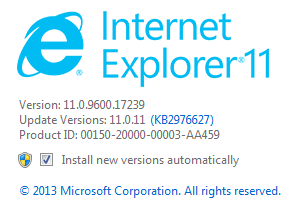 Internet
Explorer®11
Version: 11.0.9600.17239
Update Versions: 11.0.11 (KB2976627)
Product ID: 00150-20000-00003-AA459
Install new versions automatically
© 2013 Microsoft Corporation. All rights reserved.